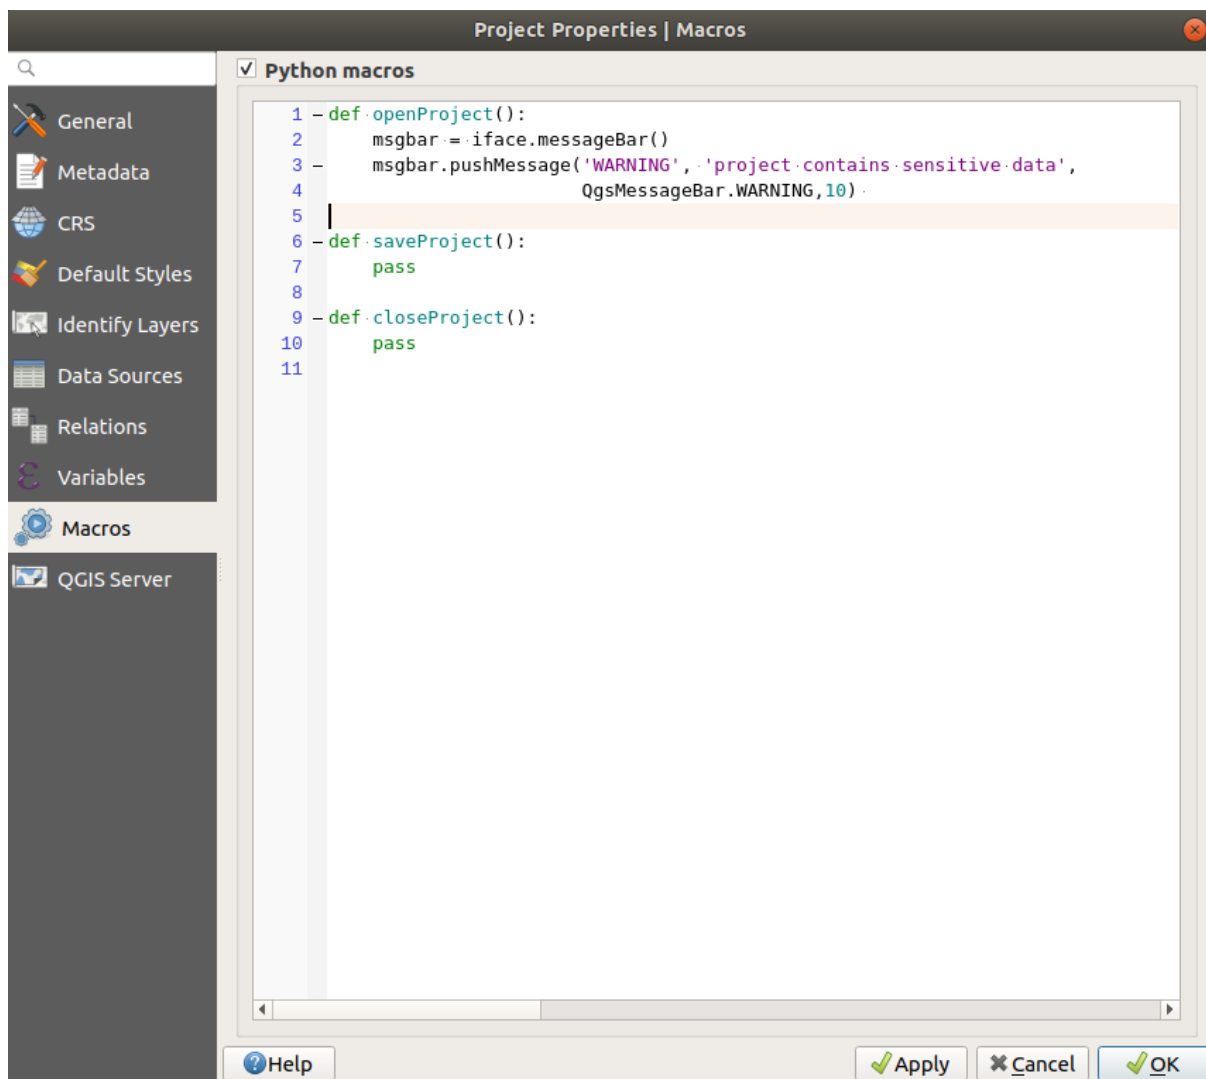 Project Properties | Macros
Python macros
General
Metadata
CRS
Default Styles
Identify Layers
Data Sources
Relations
Variables
Macros
QGIS Server
1 def openProject():
2     msgbar = iface.messageBar()
3     msgbar.pushMessage('WARNING', 'project contains sensitive data',
4                        QgsMessageBar.WARNING,10)
5
6 def saveProject():
7     pass
8
9 def closeProject():
10     pass
11
Help
Apply
Cancel
OK